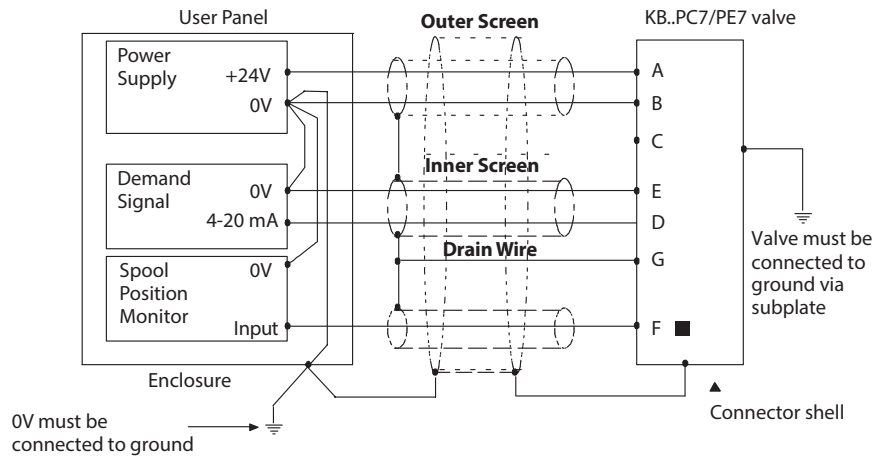 User Panel
Outer Screen
KB..PC7/PE7 valve
Power
Supply
+24V
0V
A
B
C
Inner Screen
Demand
Signal
0V
4-20 mA
E
D
Drain Wire
G
Spool
Position
Monitor
0V
Input
F
Valve must be
connected to
ground via
subplate
Enclosure
Connector shell
0V must be
connected to ground